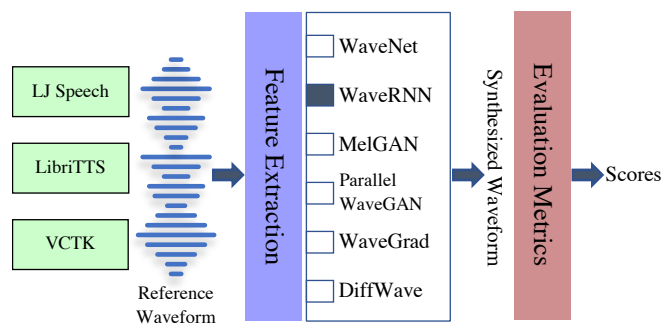 LJ Speech
LibriTTS
VCTK
Reference
Waveform
Feature Extraction
WaveNet
WaveRNN
MelGAN
Parallel
WaveGAN
WaveGrad
DiffWave
Synthesized Waveform
Evaluation Metrics
Scores